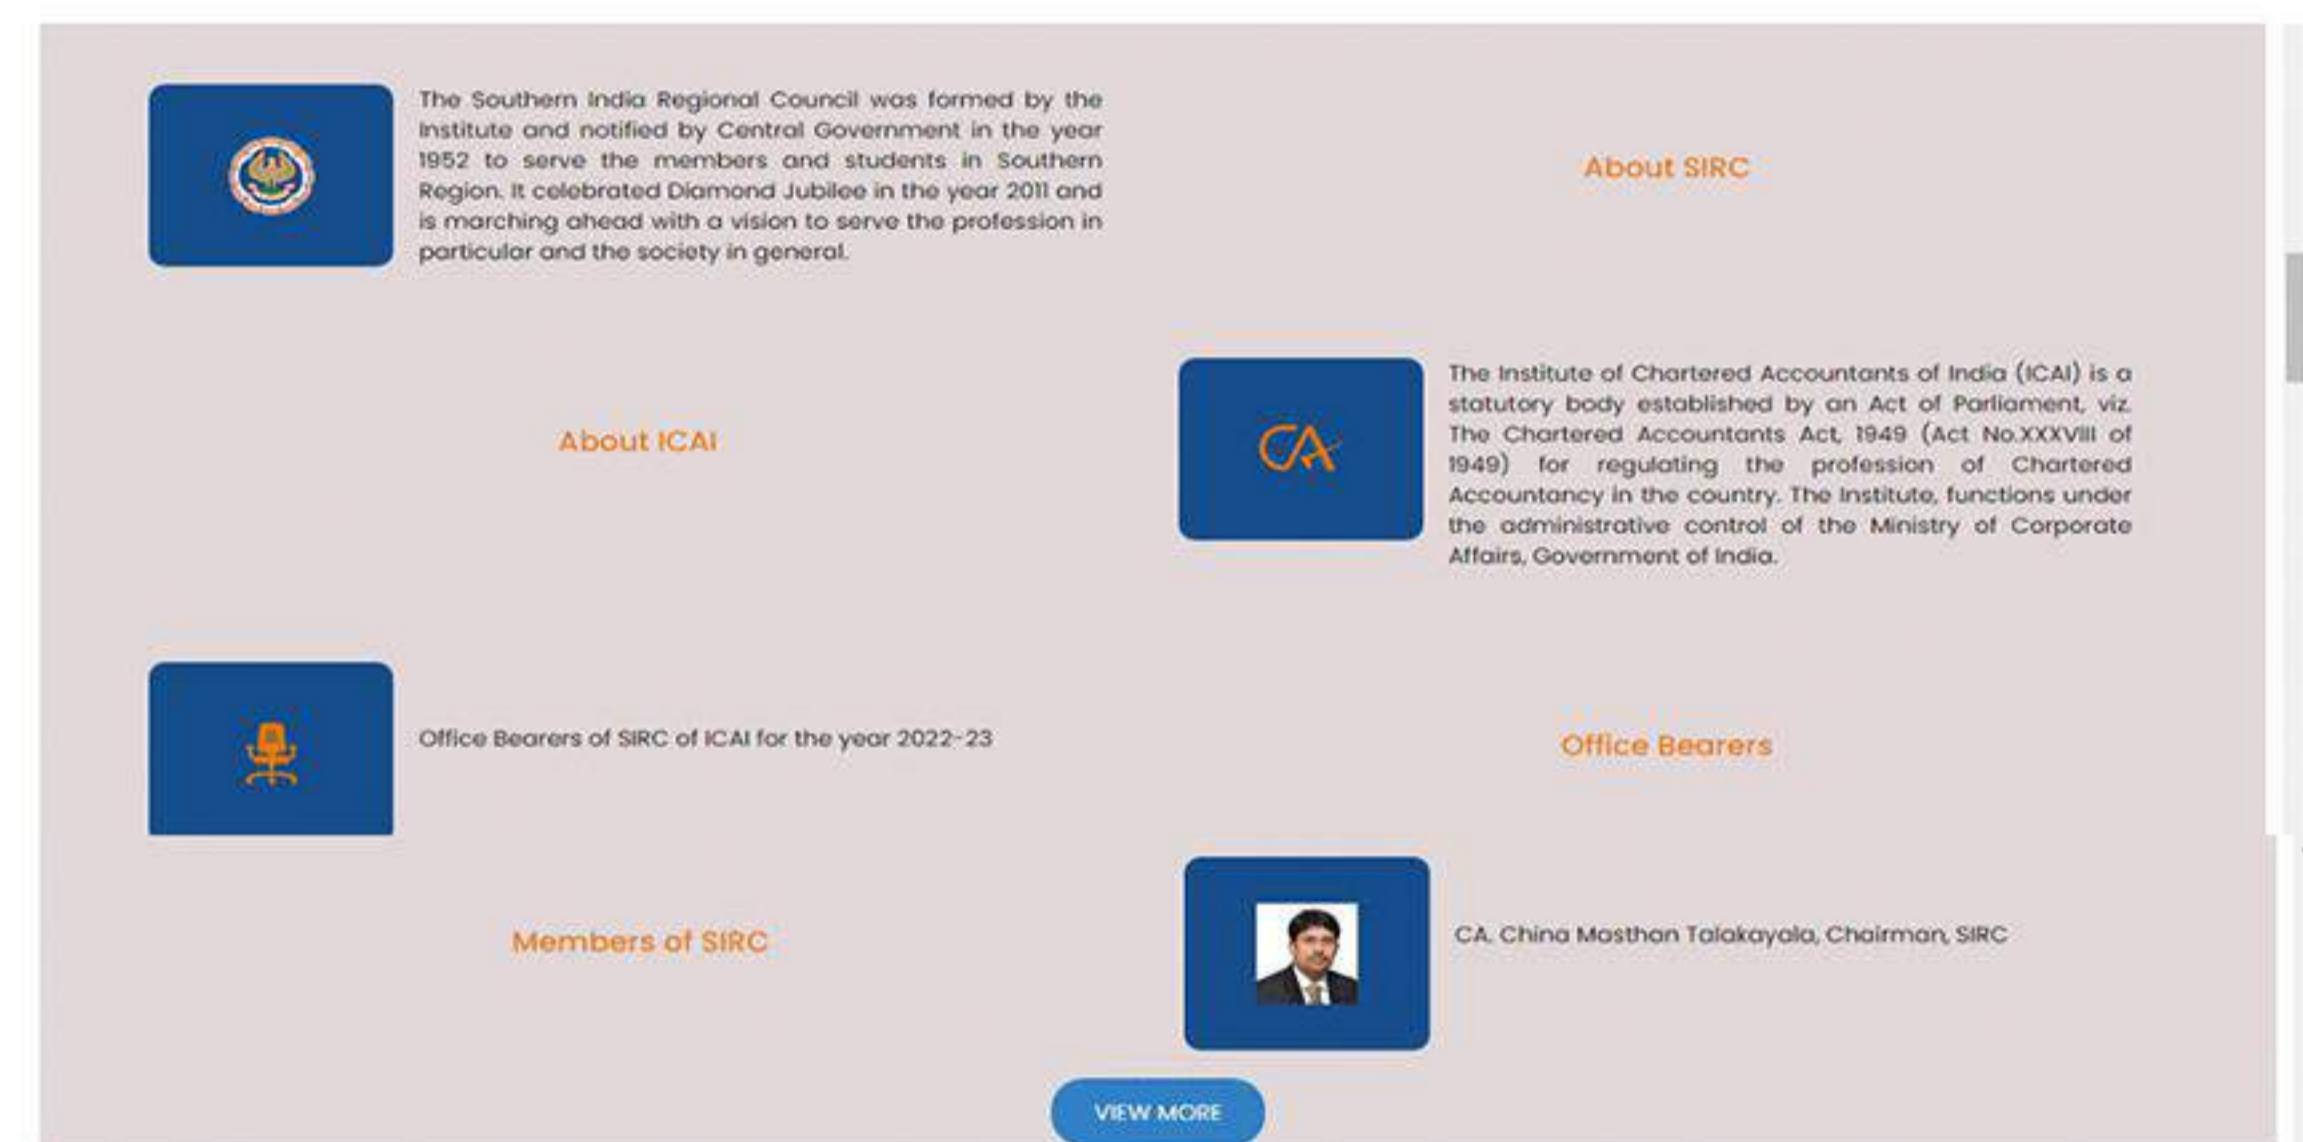 The Southern India Regional Council was formed by the
Institute and notified by Central Government in the year
1952 to serve the members and students in Southern
Region. It celebrated Diamond Jubilee in the year 2011 and
is marching ahead with a vision to serve the profession in
particular and the society in general.
About SIRC
About ICAI
CA
The Institute of Chartered Accountants of India (ICAI) is a
statutory body established by an Act of Parliament, viz.
The Chartered Accountants Act, 1949 (Act No.XXXVIII of
1949) for regulating the profession of Chartered
Accountancy in the country. The Institute, functions under
the administrative control of the Ministry of Corporate
Affairs, Government of India.
Office Bearers of SIRC of ICAI for the year 2022-23
Office Bearers
Members of SIRC
CA. China Masthan Talakayala, Chairman, SIRC
VIEW MORE